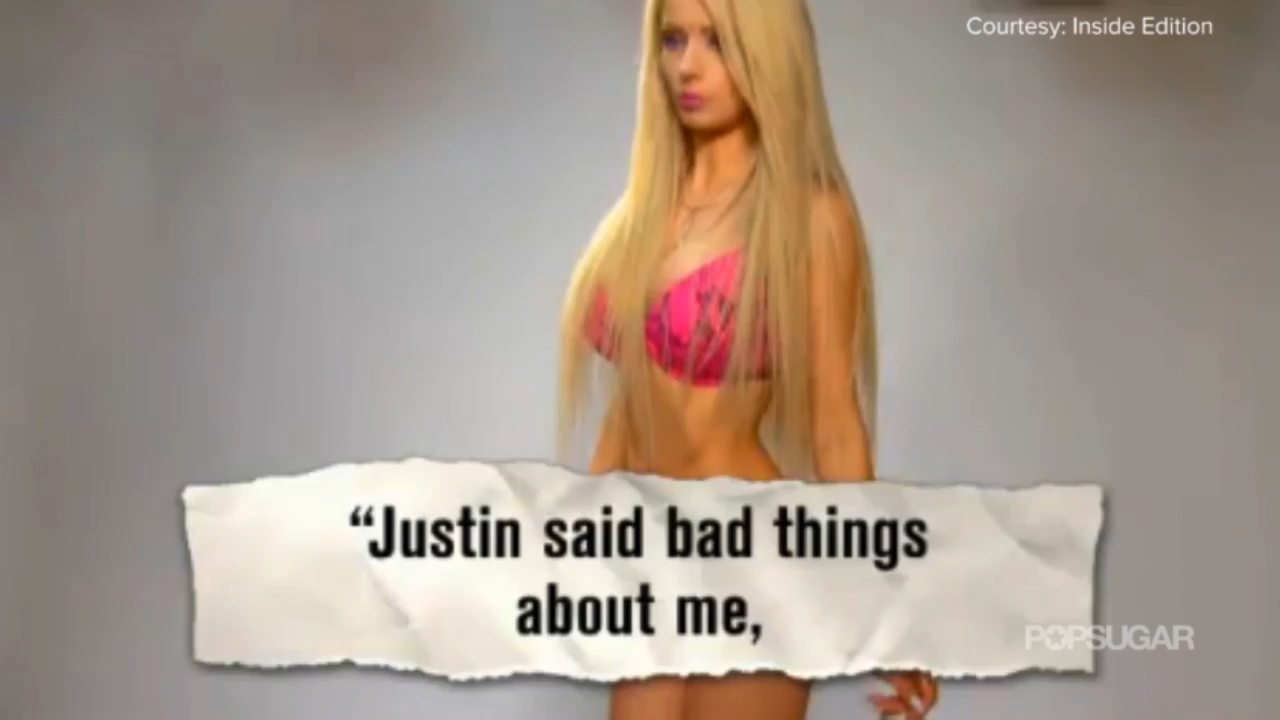 Courtesy: Inside Edition
“Justin said bad things
about me,
POPSUGAR